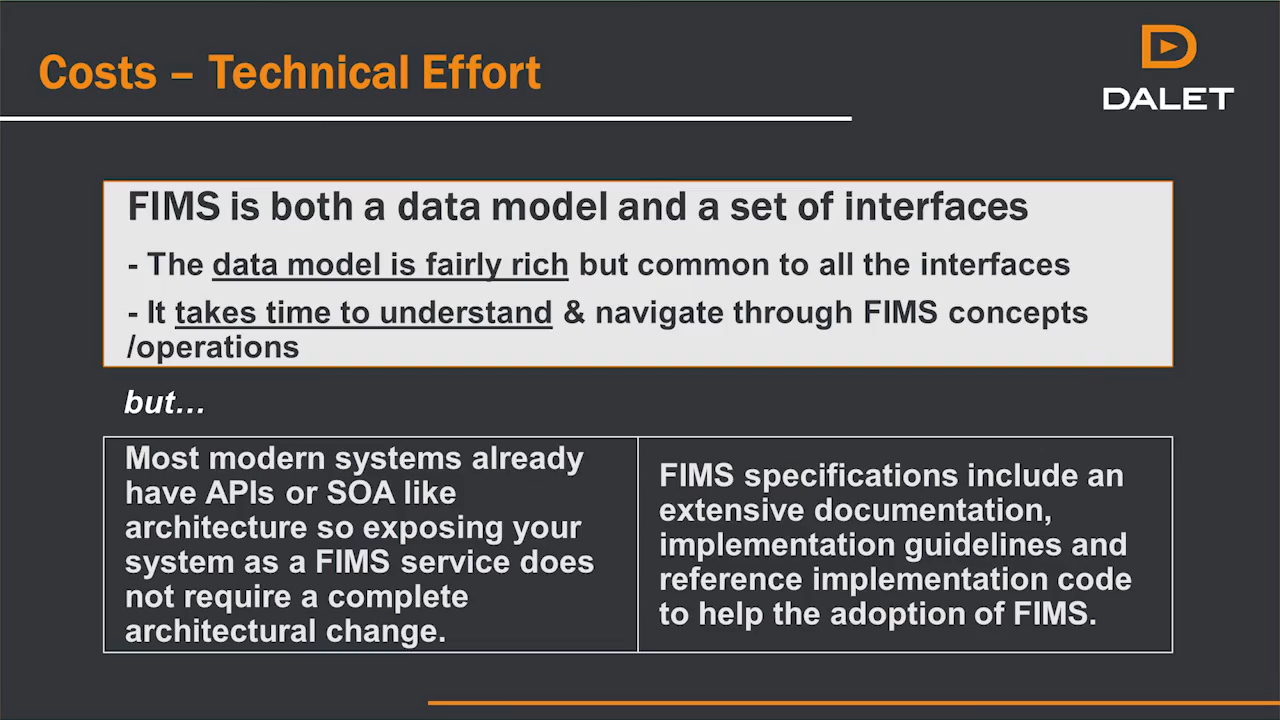 Costs – Technical Effort
DALET
FIMS is both a data model and a set of interfaces
- The data model is fairly rich but common to all the interfaces
- It takes time to understand & navigate through FIMS concepts
/operations
but…
Most modern systems already
have APIs or SOA like
architecture so exposing your
system as a FIMS service does
not require a complete
architectural change.
FIMS specifications include an
extensive documentation,
implementation guidelines and
reference implementation code
to help the adoption of FIMS.